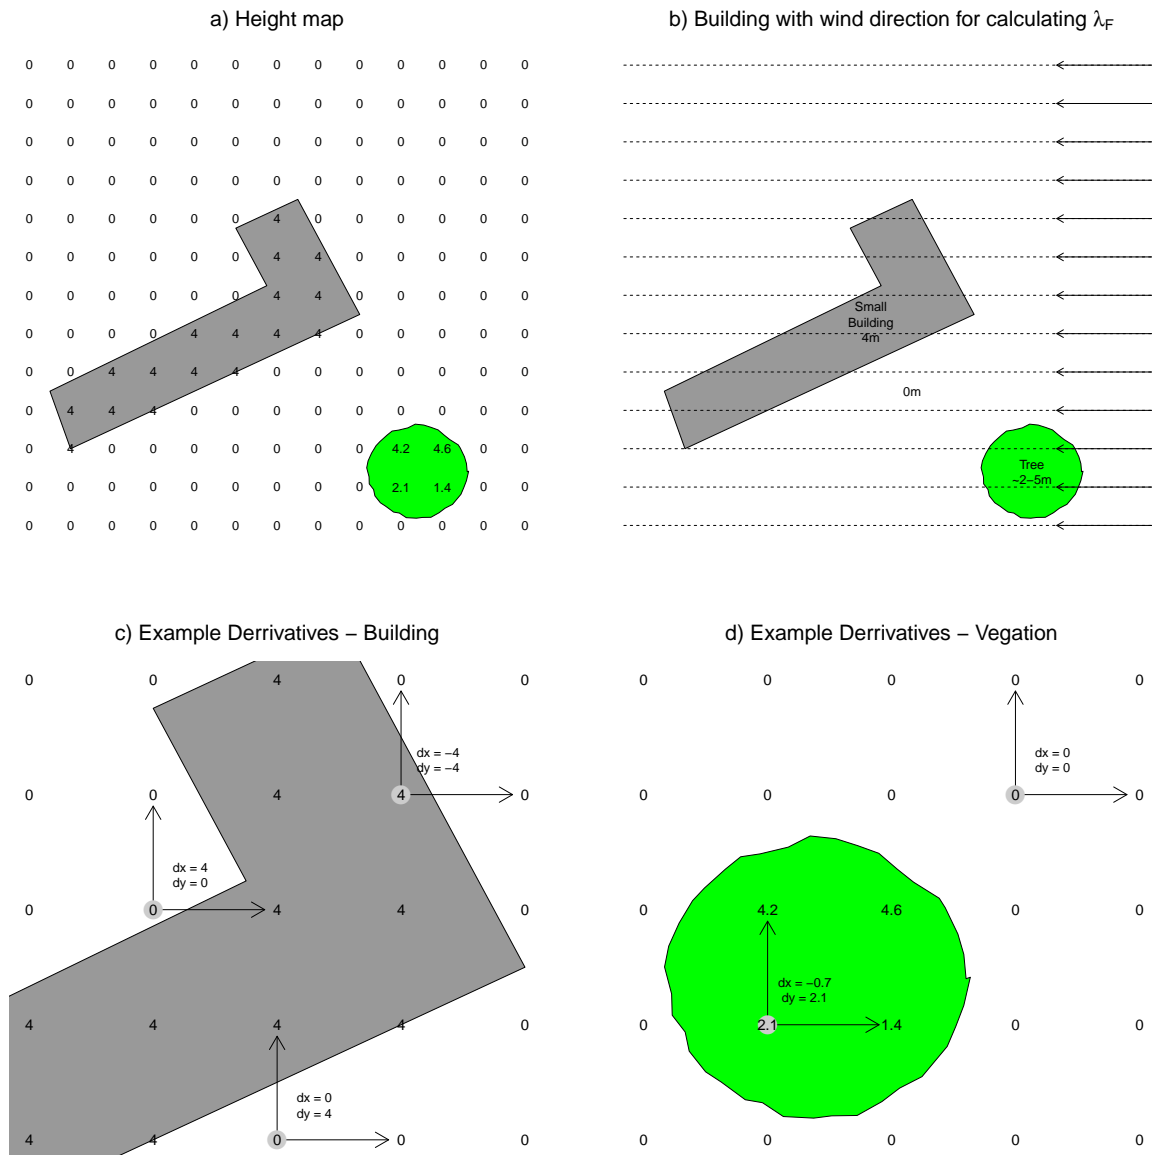 a) Height map
0 0 0 0 0 0 0 0 0 0 0 0 0
0 0 0 0 0 0 0 0 0 0 0 0 0
0 0 0 0 0 0 0 0 0 0 0 0 0
0 0 0 0 0 0 0 0 0 0 0 0 0
0 0 0 0 0 0 4 0 0 0 0 0 0
0 0 0 0 0 0 4 4 0 0 0 0 0
0 0 0 0 0 0 4 4 0 0 0 0 0
0 0 0 0 4 4 4 4 0 0 0 0 0
0 0 4 4 4 4 0 0 0 0 0 0 0
0 4 4 4 0 0 0 0 0 0 0 0 0
0 4 0 0 0 0 0 0 0 4.2 4.6 0 0
0 0 0 0 0 0 0 0 0 2.1 1.4 0 0
0 0 0 0 0 0 0 0 0 0 0 0 0
b) Building with wind direction for calculating λF
Small
Building
4m
0m
Tree
~2−5m
c) Example Derrivatives − Building
0 0 4 0 0
dx = −4
dy = −4
0 0 4 4 0
dx = 4
dy = 0
0 0 4 4 0
4 4 4 4 0
dx = 0
dy = 4
4 4 0 0 0
d) Example Derrivatives − Vegation
0 0 0 0 0
dx = 0
dy = 0
0 0 0 0 0
0 4.2 4.6 0 0
dx = −0.7
dy = 2.1
0 2.1 1.4 0 0
0 0 0 0 0